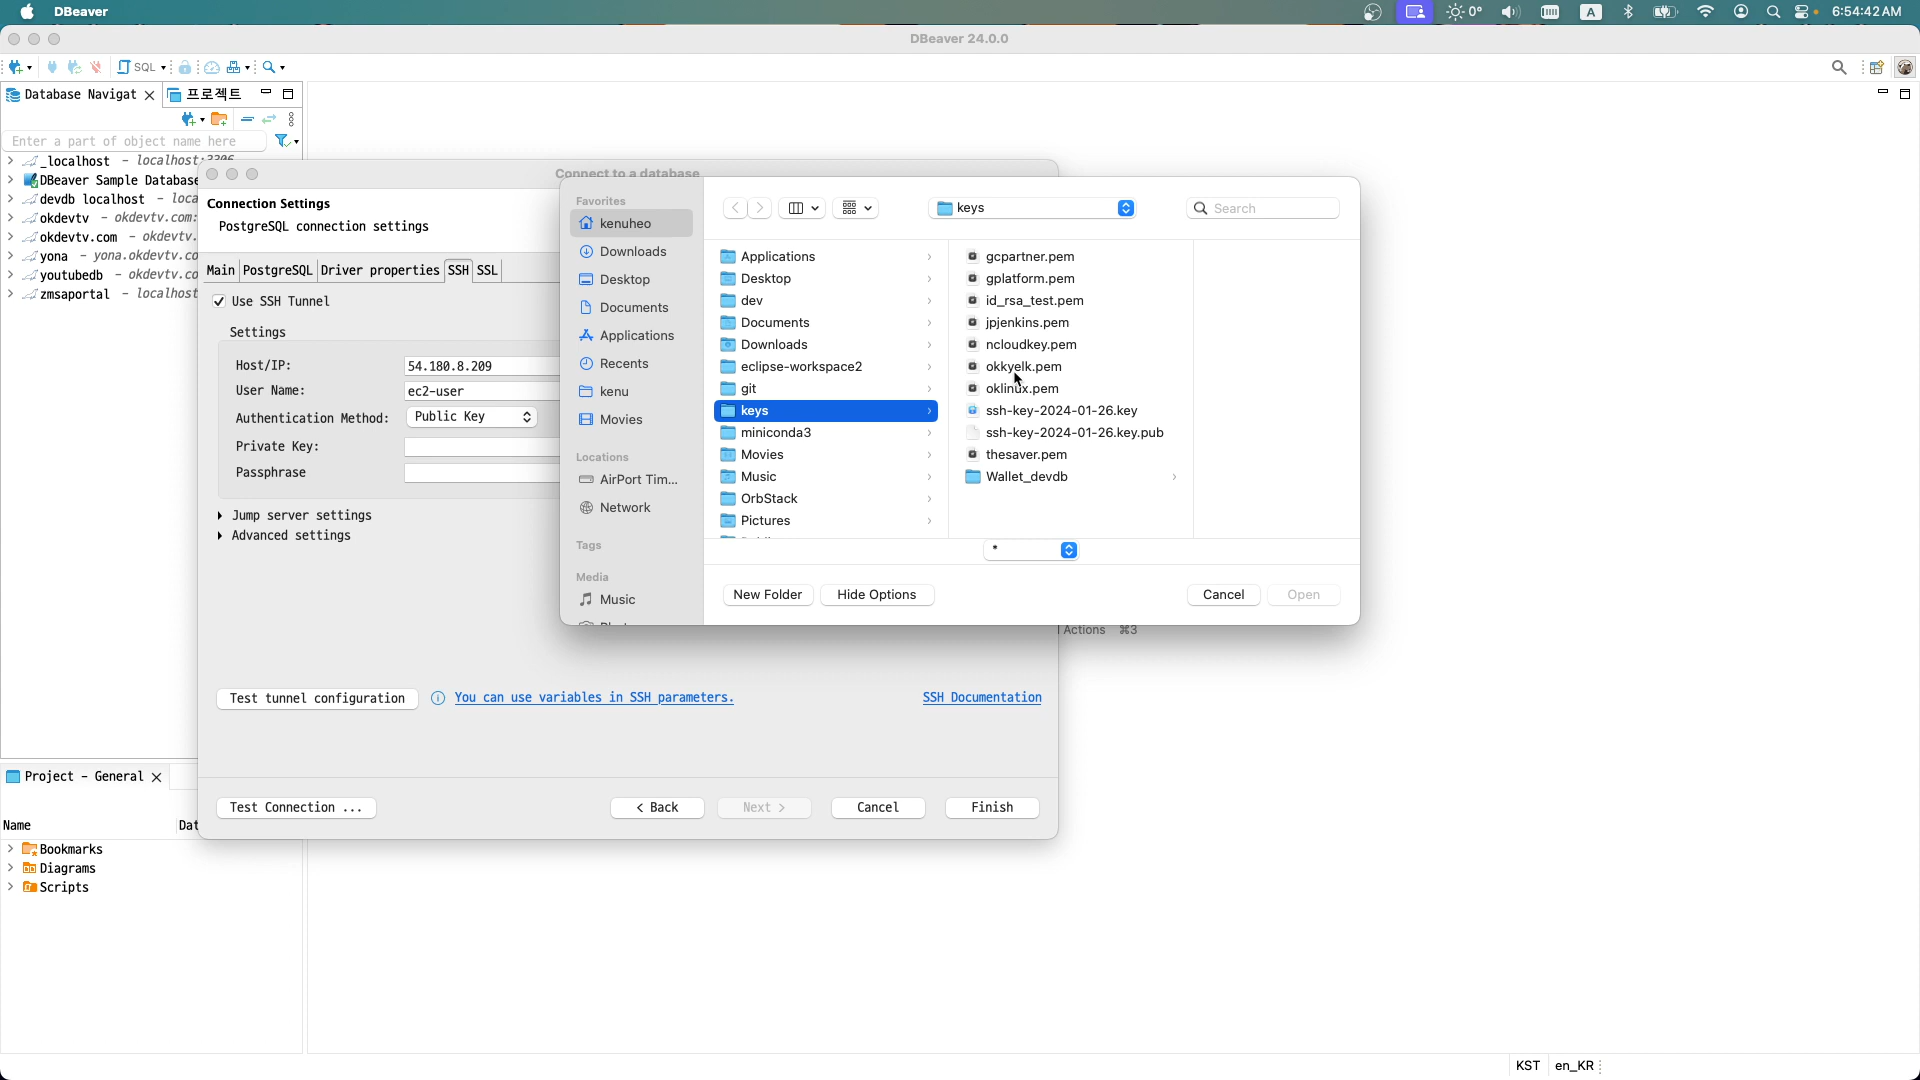 DBeaver
0°
A
6:54:42 AM
DBeaver 24.0.0
SQL
Database Navigat
프로젝트
Enter a part of object name here
_localhost - localhost:3306
DBeaver Sample Database
devdb localhost - loca
okdevtv - okdevtv.com:
okdevtv.com - okdevtv.
yona - yona.okdevtv.co
youtubedb - okdevtv.co
zmsaportal - localhost
Connect to a database
Connection Settings
PostgreSQL connection settings
Main
PostgreSQL
Driver properties
SSH
SSL
Use SSH Tunnel
Settings
Host/IP:
54.180.8.209
User Name:
ec2-user
Authentication Method:
Public Key
Private Key:
Passphrase
Jump server settings
Advanced settings
Test tunnel configuration
You can use variables in SSH parameters.
SSH Documentation
Test Connection ...
< Back
Next >
Cancel
Finish
Favorites
kenuheo
Downloads
Desktop
Documents
Applications
Recents
kenu
Movies
Locations
AirPort Tim...
Network
Tags
Media
Music
keys
Search
Applications
Desktop
dev
Documents
Downloads
eclipse-workspace2
git
keys
miniconda3
Movies
Music
OrbStack
Pictures
gcpartner.pem
gplatform.pem
id_rsa_test.pem
jpjenkins.pem
ncloudkey.pem
okkyelk.pem
oklinux.pem
ssh-key-2024-01-26.key
ssh-key-2024-01-26.key.pub
thesaver.pem
Wallet_devdb
*
New Folder
Hide Options
Cancel
Open
Actions ⌘3
Project - General
Name
Dat
Bookmarks
Diagrams
Scripts
KST
en_KR